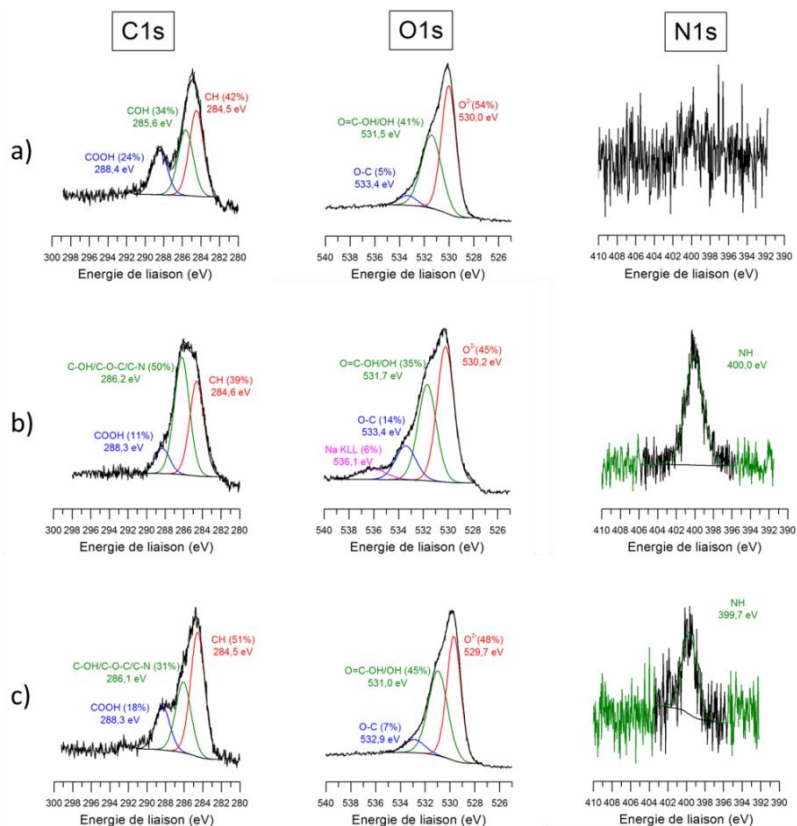 C1s
O1s
N1s
a)
CH (42%)
284,5 eV
COH (34%)
285,6 eV
COOH (24%)
288,4 eV
300 298 296 294 292 290 288 286 284 282 280
Energie de liaison (eV)
O²⁻(54%)
530,0 eV
O=C-OH/OH (41%)
531,5 eV
O-C (5%)
533,4 eV
540 538 536 534 532 530 528 526
Energie de liaison (eV)
410 408 406 404 402 400 398 396 394 392 390
Energie de liaison (eV)
b)
C-OH/C-O-C/C-N (50%)
286,2 eV
CH (39%)
284,6 eV
COOH (11%)
288,3 eV
300 298 296 294 292 290 288 286 284 282 280
Energie de liaison (eV)
O²⁻(45%)
530,2 eV
O=C-OH/OH (35%)
531,7 eV
O-C (14%)
533,4 eV
Na KLL (6%)
536,1 eV
540 538 536 534 532 530 528 526
Energie de liaison (eV)
NH
400,0 eV
410 408 406 404 402 400 398 396 394 392 390
Energie de liaison (eV)
c)
CH (51%)
284,5 eV
C-OH/C-O-C/C-N (31%)
286,1 eV
COOH (18%)
288,3 eV
300 298 296 294 292 290 288 286 284 282 280
Energie de liaison (eV)
O²⁻(48%)
529,7 eV
O=C-OH/OH (45%)
531,0 eV
O-C (7%)
532,9 eV
540 538 536 534 532 530 528 526
Energie de liaison (eV)
NH
399,7 eV
410 408 406 404 402 400 398 396 394 392 390
Energie de liaison (eV)